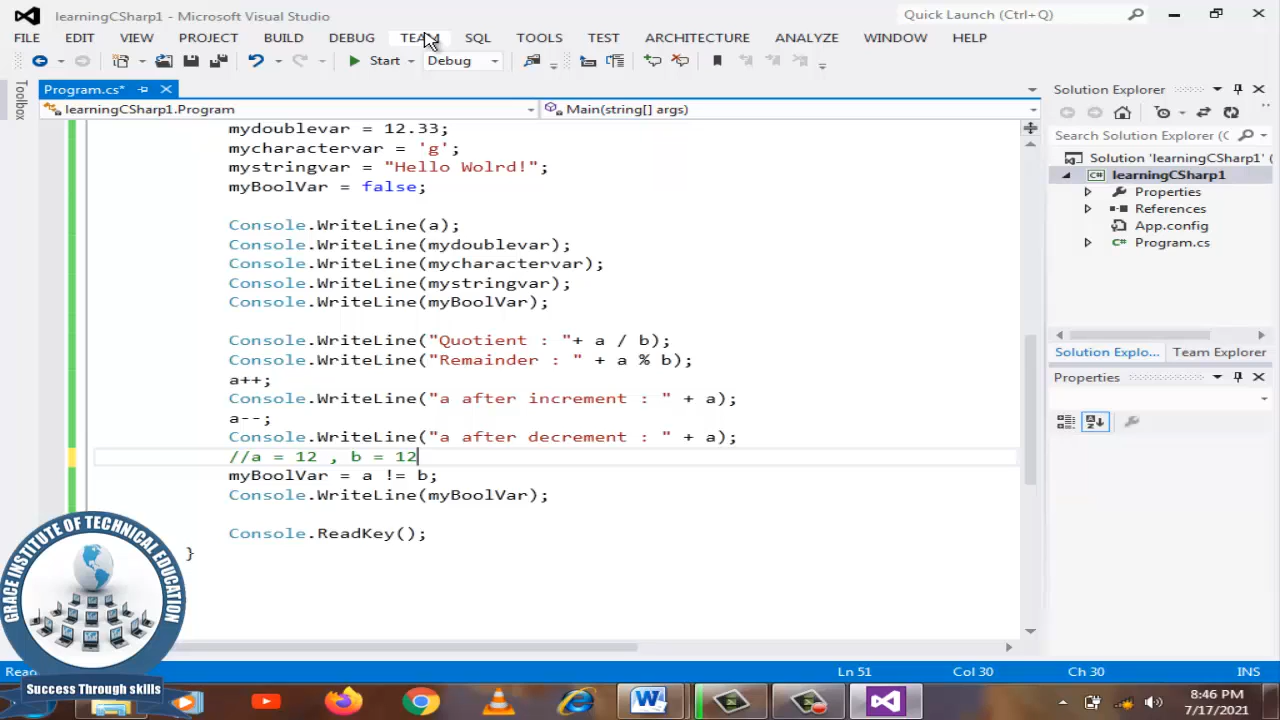 learningCSharp1 - Microsoft Visual Studio
Quick Launch (Ctrl+Q)
FILE EDIT VIEW PROJECT BUILD DEBUG TEAM SQL TOOLS TEST ARCHITECTURE ANALYZE WINDOW HELP
Start Debug
Toolbox
Program.cs*
learningCSharp1.Program
Main(string[] args)
mydoublevar = 12.33;
mycharactervar = 'g';
mystringvar = "Hello Wolrd!";
myBoolVar = false;
Console.WriteLine(a);
Console.WriteLine(mydoublevar);
Console.WriteLine(mycharactervar);
Console.WriteLine(mystringvar);
Console.WriteLine(myBoolVar);
Console.WriteLine("Quotient : "+ a / b);
Console.WriteLine("Remainder : " + a % b);
a++;
Console.WriteLine("a after increment : " + a);
a--;
Console.WriteLine("a after decrement : " + a);
//a = 12 , b = 12
myBoolVar = a != b;
Console.WriteLine(myBoolVar);
Console.ReadKey();
}
Solution Explorer
Search Solution Explorer (C
Solution 'learningCSharp1' (
C# learningCSharp1
Properties
References
App.config
C# Program.cs
Solution Explo... Team Explorer
Properties
GRACE INSTITUTE OF TECHNICAL EDUCATION
Success Through skills
Ln 51 Col 30 Ch 30 INS
8:46 PM
7/17/2021